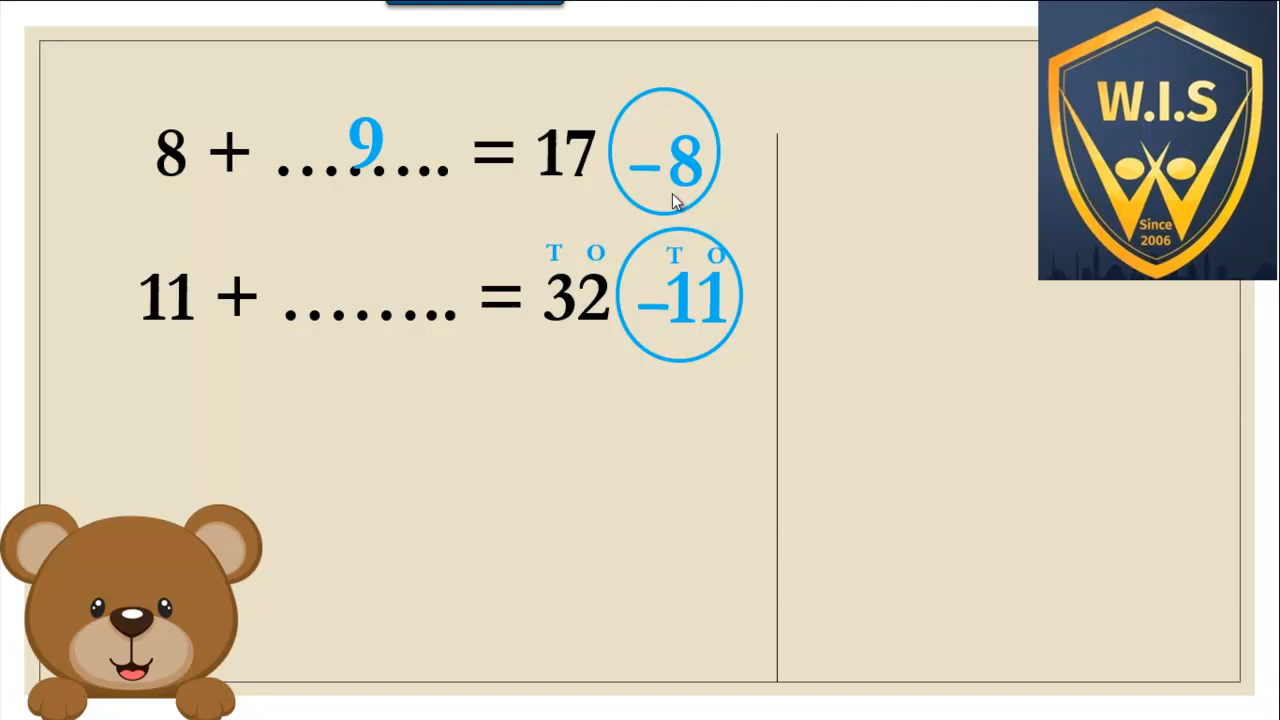 8 + ...9..... = 17 – 8
T O T O
11 + ........ = 32 –11
W.I.S
Since
2006